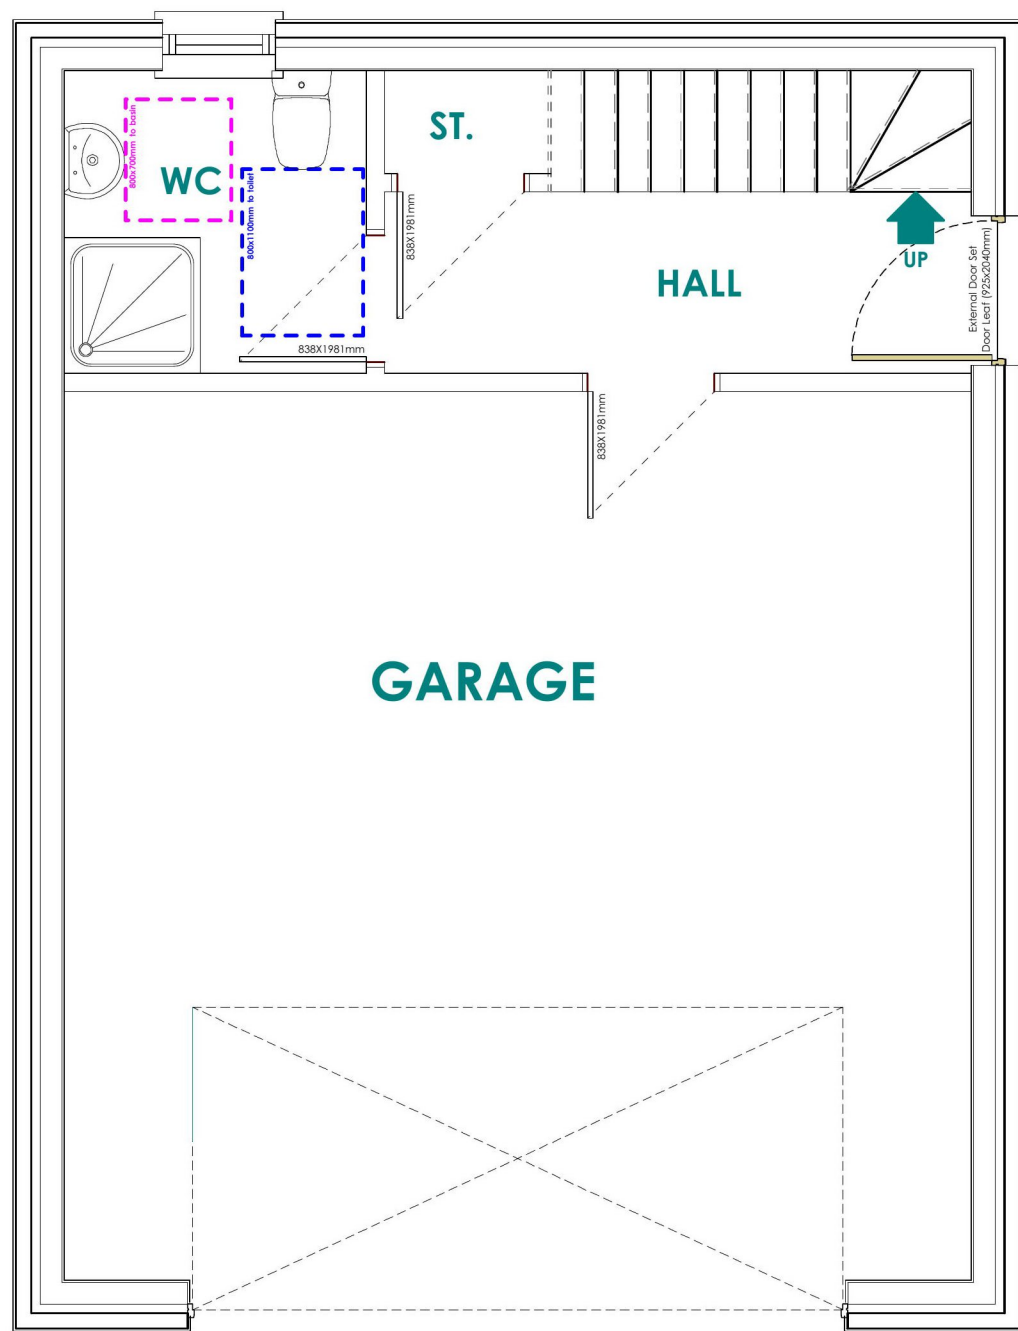 800x700mm to basin
WC
800x1100mm to toilet
ST.
838X1981mm
HALL
UP
External Door Set
Door Leaf (925x2040mm)
838X1981mm
838X1981mm
GARAGE